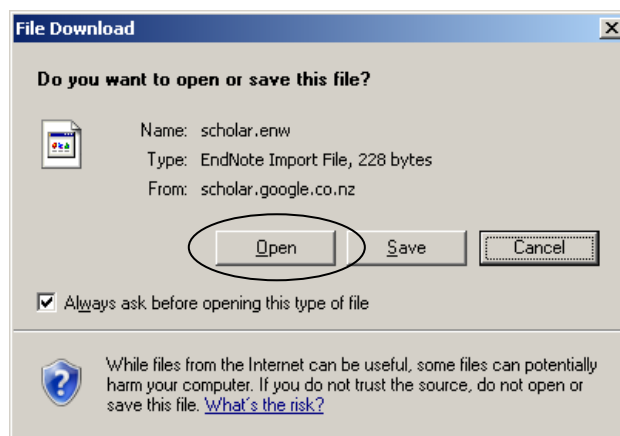 File Download
Do you want to open or save this file?
Name: scholar.enw
Type: EndNote Import File, 228 bytes
From: scholar.google.co.nz
Open Save Cancel
Always ask before opening this type of file
While files from the Internet can be useful, some files can potentially
harm your computer. If you do not trust the source, do not open or
save this file. What's the risk?